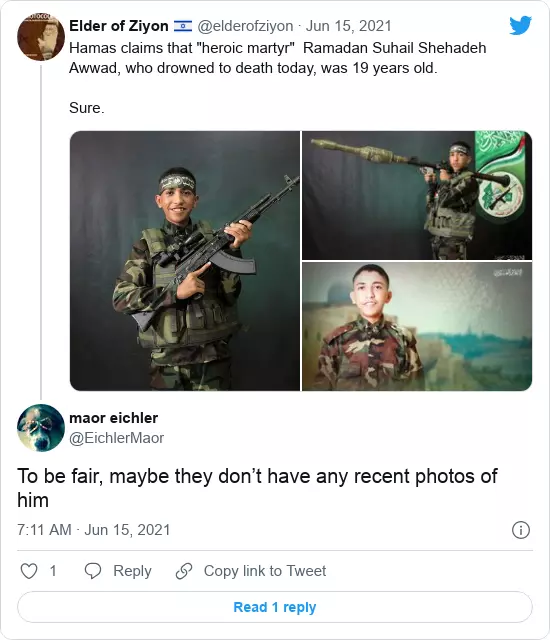 Elder of Ziyon 🇮🇱 @elderofziyon · Jun 15, 2021
Hamas claims that "heroic martyr"  Ramadan Suhail Shehadeh
Awwad, who drowned to death today, was 19 years old.
Sure.
maor eichler
@EichlerMaor
To be fair, maybe they don’t have any recent photos of
him
7:11 AM · Jun 15, 2021
1 Reply Copy link to Tweet
Read 1 reply